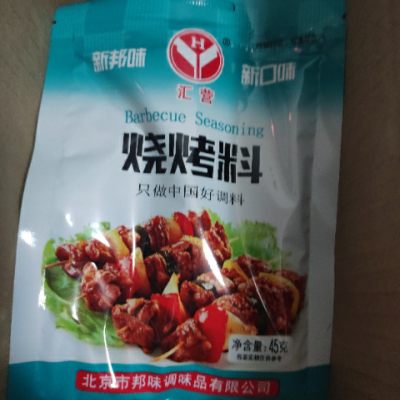 新邦味
H
®
汇营
新口味
Barbecue Seasoning
烧烤料
只做中国好调料
净含量：45克
北京市邦味调味品有限公司